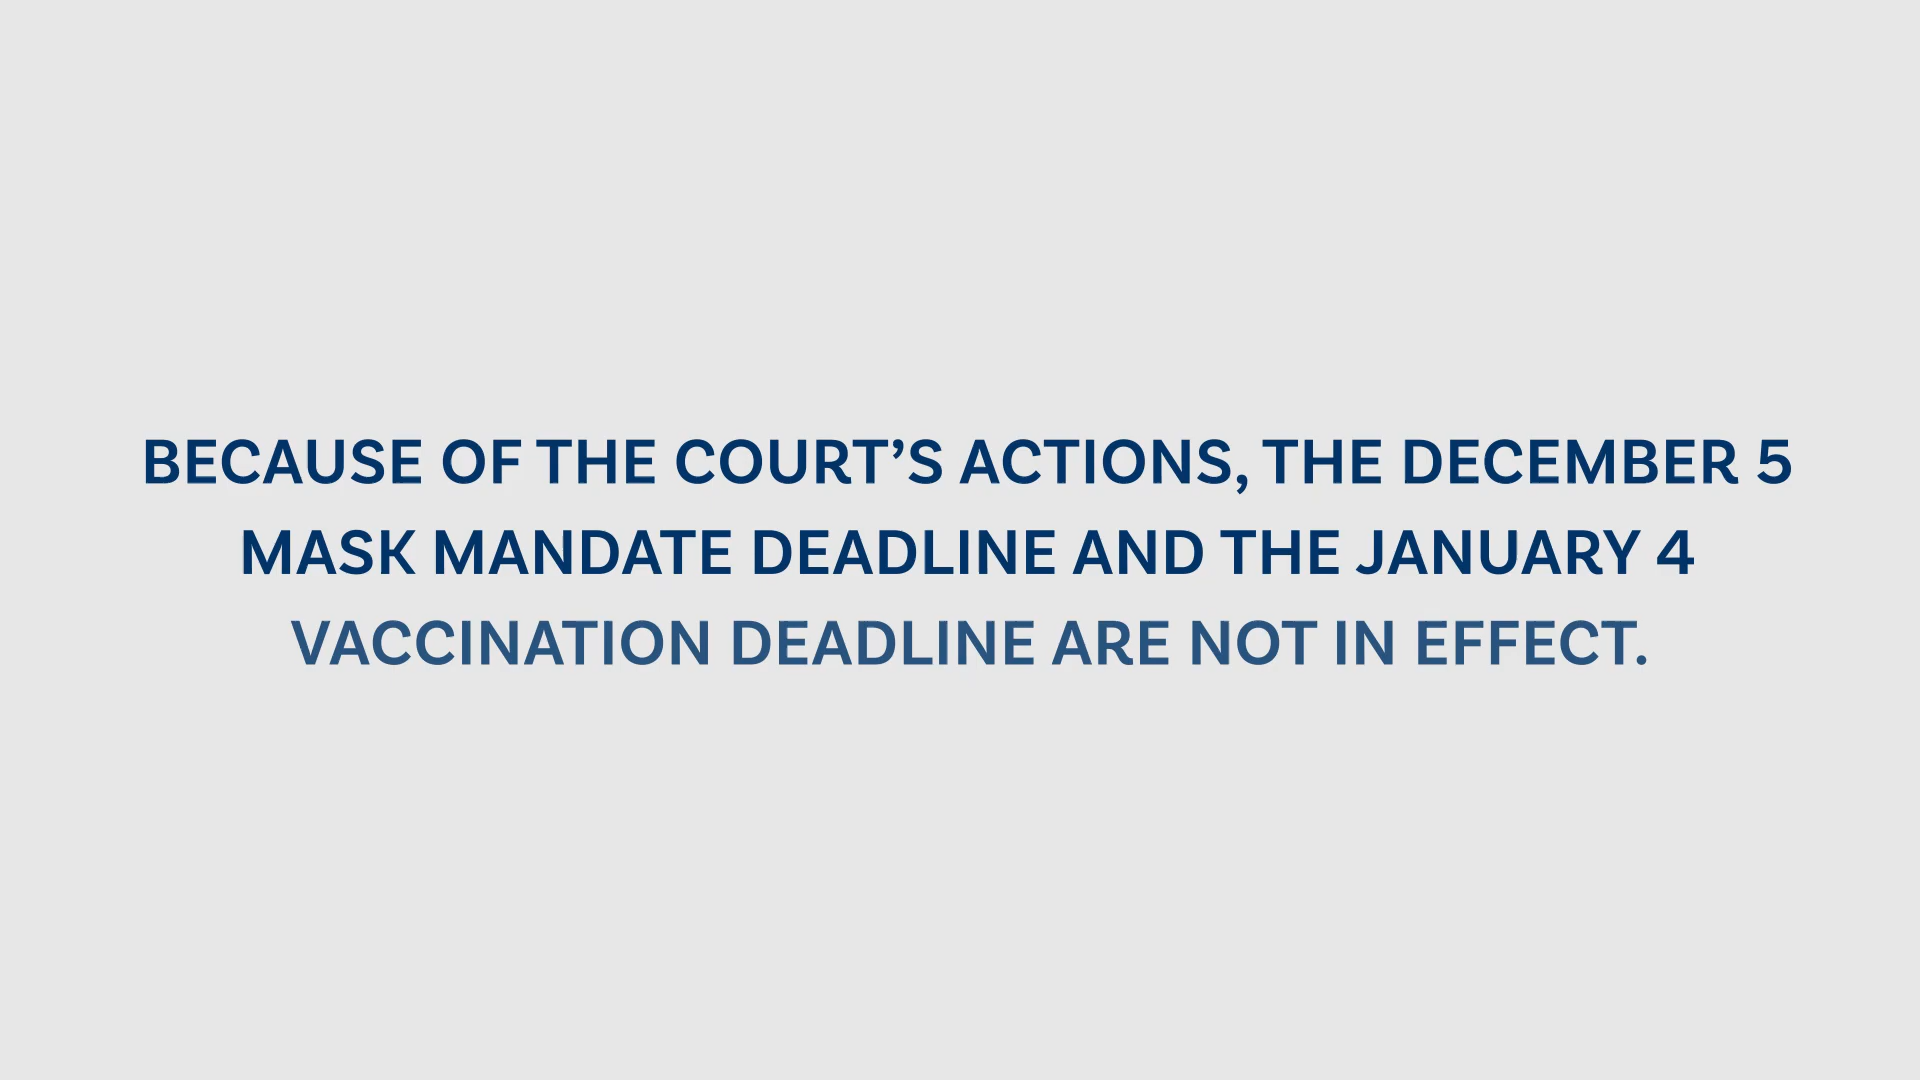 BECAUSE OF THE COURT’S ACTIONS, THE DECEMBER 5
MASK MANDATE DEADLINE AND THE JANUARY 4
VACCINATION DEADLINE ARE NOT IN EFFECT.